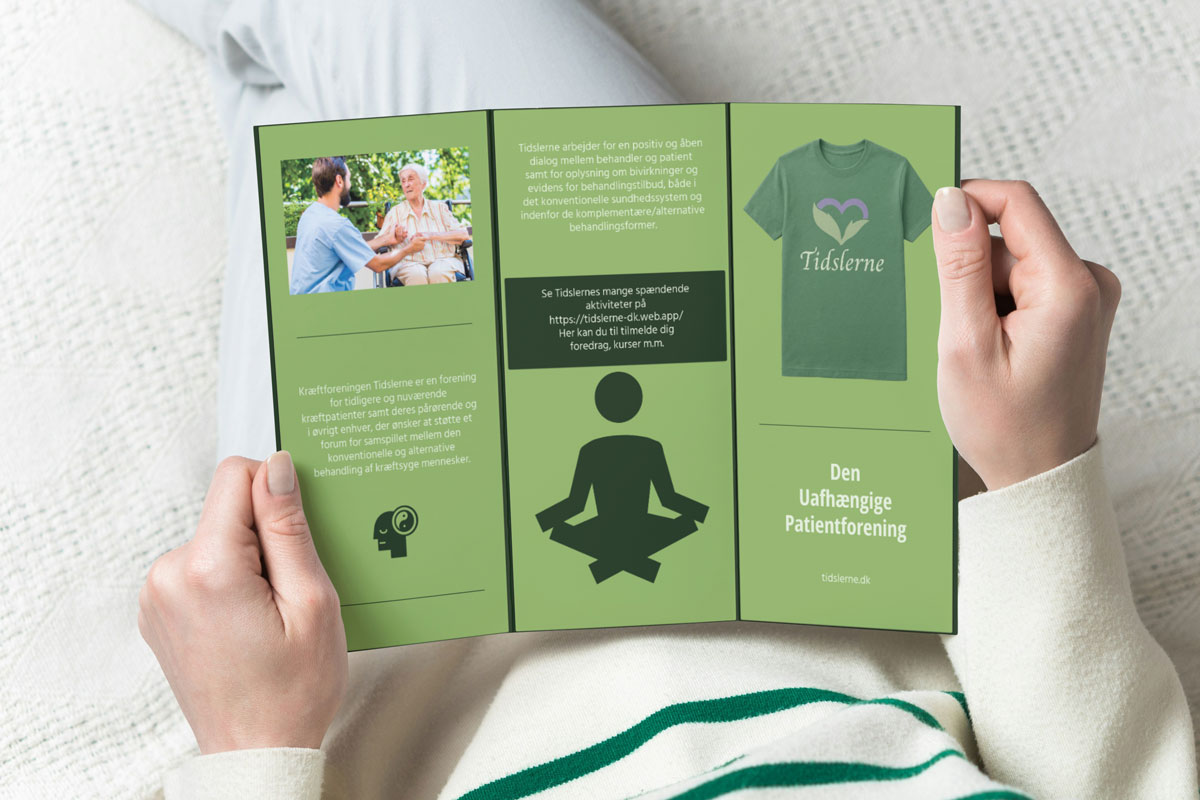 Kræftforeningen Tidslerne er en forening
for tidligere og nuværende
kræftpatienter samt deres pårørende og
i øvrigt enhver, der ønsker at støtte et
forum for samspillet mellem den
konventionelle og alternative
behandling af kræftsyge mennesker.
Tidslerne arbejder for en positiv og åben
dialog mellem behandler og patient
samt for oplysning om bivirkninger og
evidens for behandlingstilbud, både i
det konventionelle sundhedssystem og
indenfor de komplementære/alternative
behandlingsformer.
Se Tidslernes mange spændende
aktiviteter på
https://tidslerne-dk.web.app/
Her kan du til tilmelde dig
foredrag, kurser m.m.
Tidslerne
Den
Uafhængige
Patientforening
tidslerne.dk